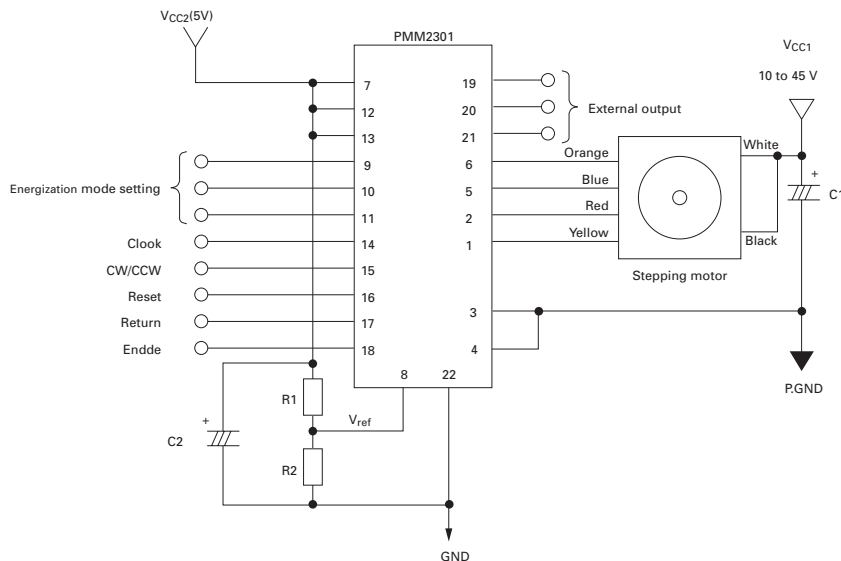 VCC2(5V)
PMM2301
VCC1
10 to 45 V
7
12
13
9
10
11
14
15
16
17
18
19
20
21
6
5
2
1
3
4
8
22
External output
Orange
Blue
Red
Yellow
White
Black
Stepping motor
C1
P.GND
Energization mode setting
Clook
CW/CCW
Reset
Return
Endde
R1
Vref
R2
C2
GND
+
+